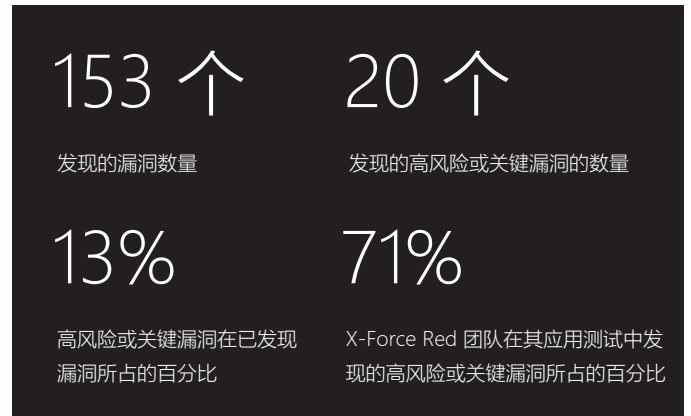 153 个
发现的漏洞数量
20 个
发现的高风险或关键漏洞的数量
13%
高风险或关键漏洞在已发现
漏洞所占的百分比
71%
X-Force Red 团队在其应用测试中发
现的高风险或关键漏洞所占的百分比